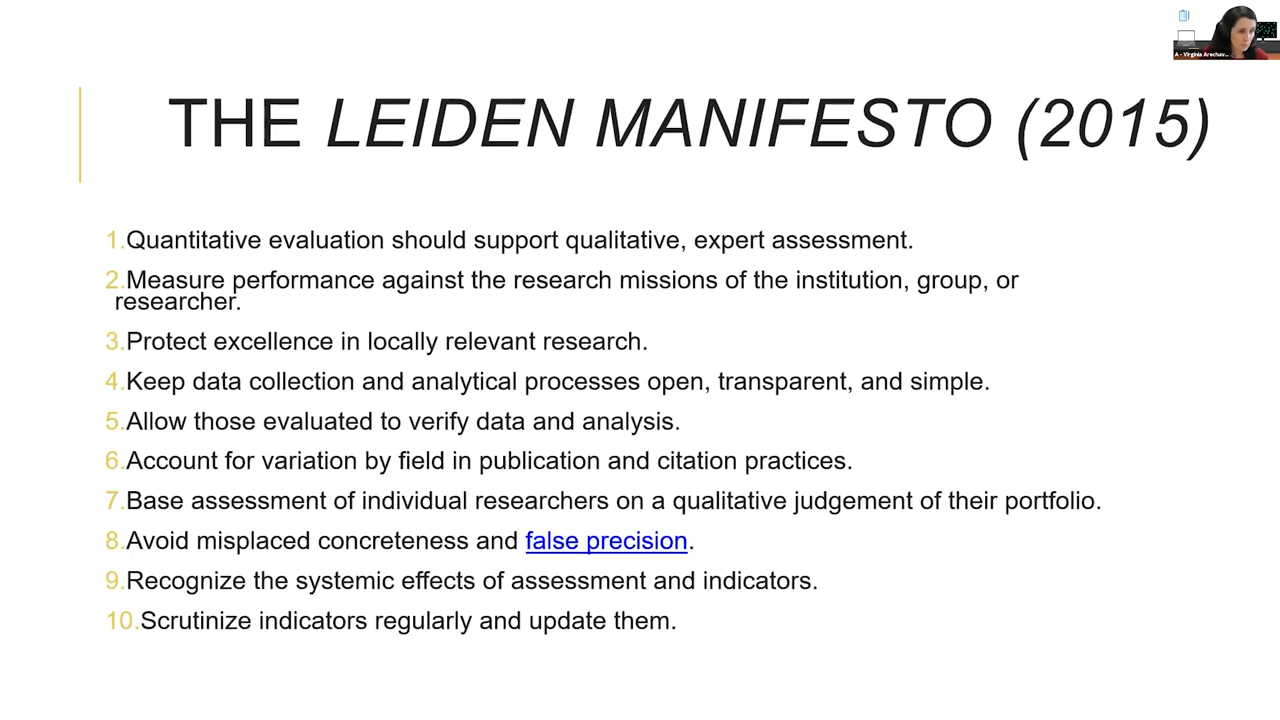 A - Virginia Arechav...
THE LEIDEN MANIFESTO (2015)
1.Quantitative evaluation should support qualitative, expert assessment.
2.Measure performance against the research missions of the institution, group, or
researcher.
3.Protect excellence in locally relevant research.
4.Keep data collection and analytical processes open, transparent, and simple.
5.Allow those evaluated to verify data and analysis.
6.Account for variation by field in publication and citation practices.
7.Base assessment of individual researchers on a qualitative judgement of their portfolio.
8.Avoid misplaced concreteness and false precision.
9.Recognize the systemic effects of assessment and indicators.
10.Scrutinize indicators regularly and update them.